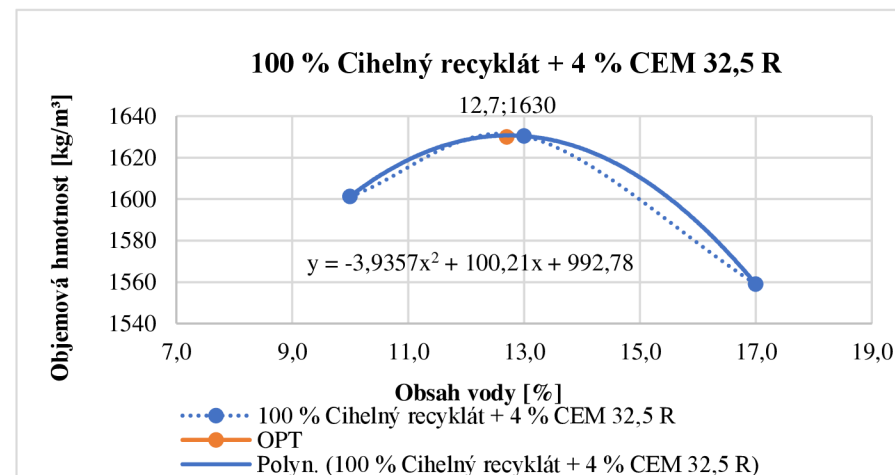 100 % Cihelný recyklát + 4 % CEM 32,5 R
12,7;1630
Objemová hmotnost [kg/m³]
1640
1620
1600
1580
1560
1540
y = -3,9357x² + 100,21x + 992,78
7,0 9,0 11,0 13,0 15,0 17,0 19,0
Obsah vody [%]
100 % Cihelný recyklát + 4 % CEM 32,5 R
OPT
Polyn. (100 % Cihelný recyklát + 4 % CEM 32,5 R)